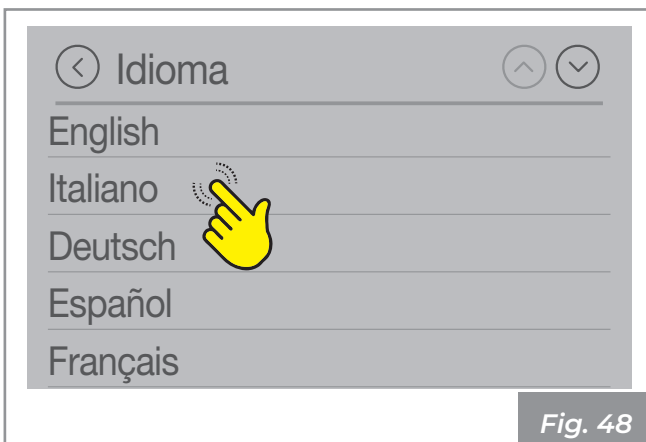 Idioma
English
Italiano
Deutsch
Español
Français
Fig. 48